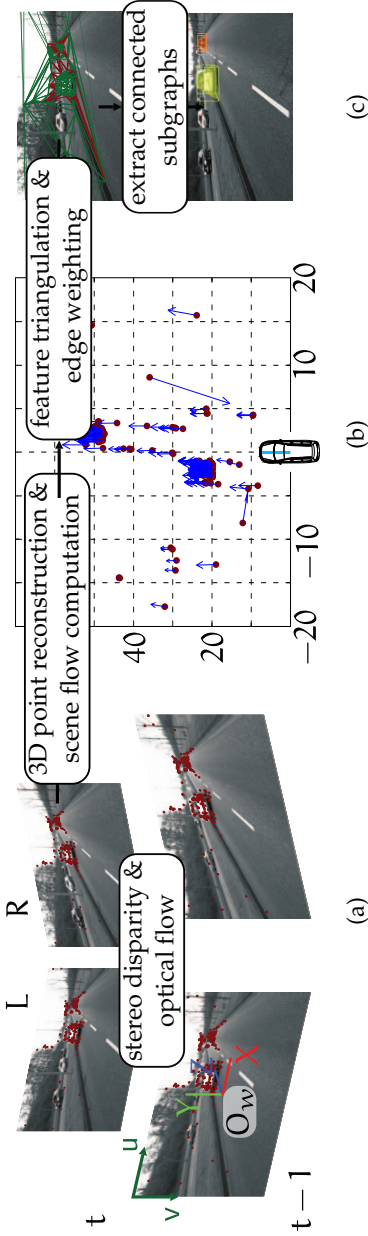 L
R
u
v
t
t − 1
Y
Z
X
O_w
stereo disparity &
optical flow
(a)
3D point reconstruction &
scene flow computation
40
20
−20
−10
10
20
(b)
feature triangulation &
edge weighting
extract connected
subgraphs
(c)